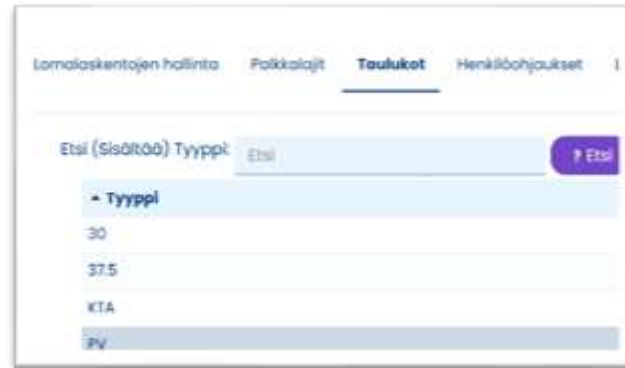 Lomalaskentojen hallinta Palkkalajit Taulukot Henkilöohjaukset
Etsi (Sisältää) Tyyppi: Etsi ? Etsi
Tyyppi
30
37.5
KTA
PV